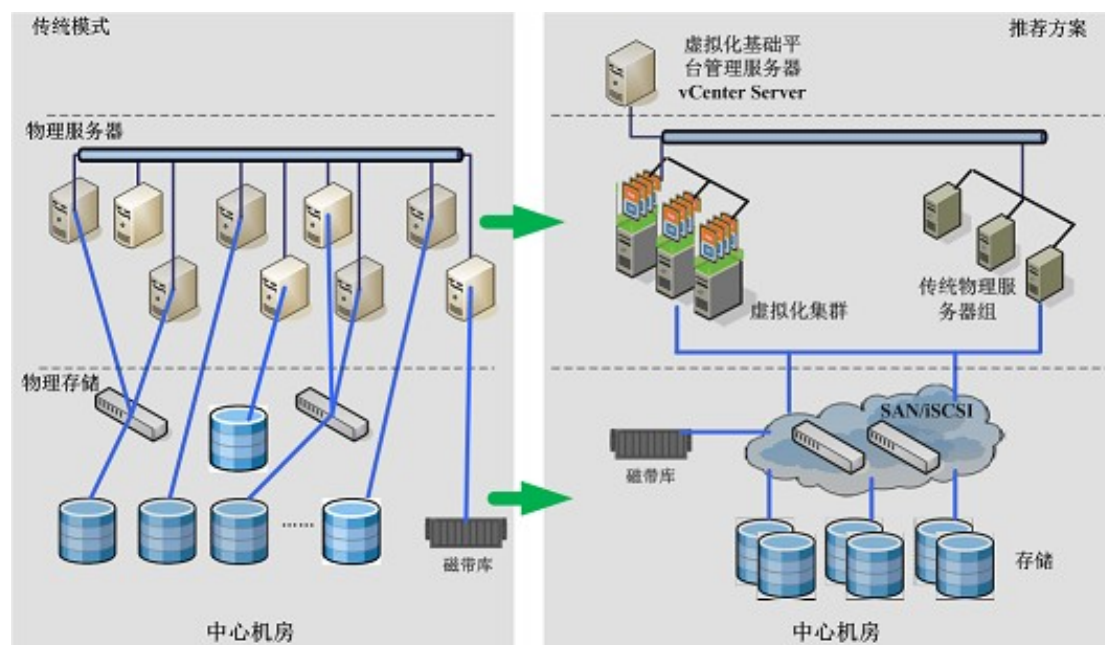 传统模式
物理服务器
物理存储
......
磁带库
中心机房
推荐方案
虚拟化基础平
台管理服务器
vCenter Server
虚拟化集群
传统物理服
务器组
SAN/iSCSI
磁带库
存储
中心机房